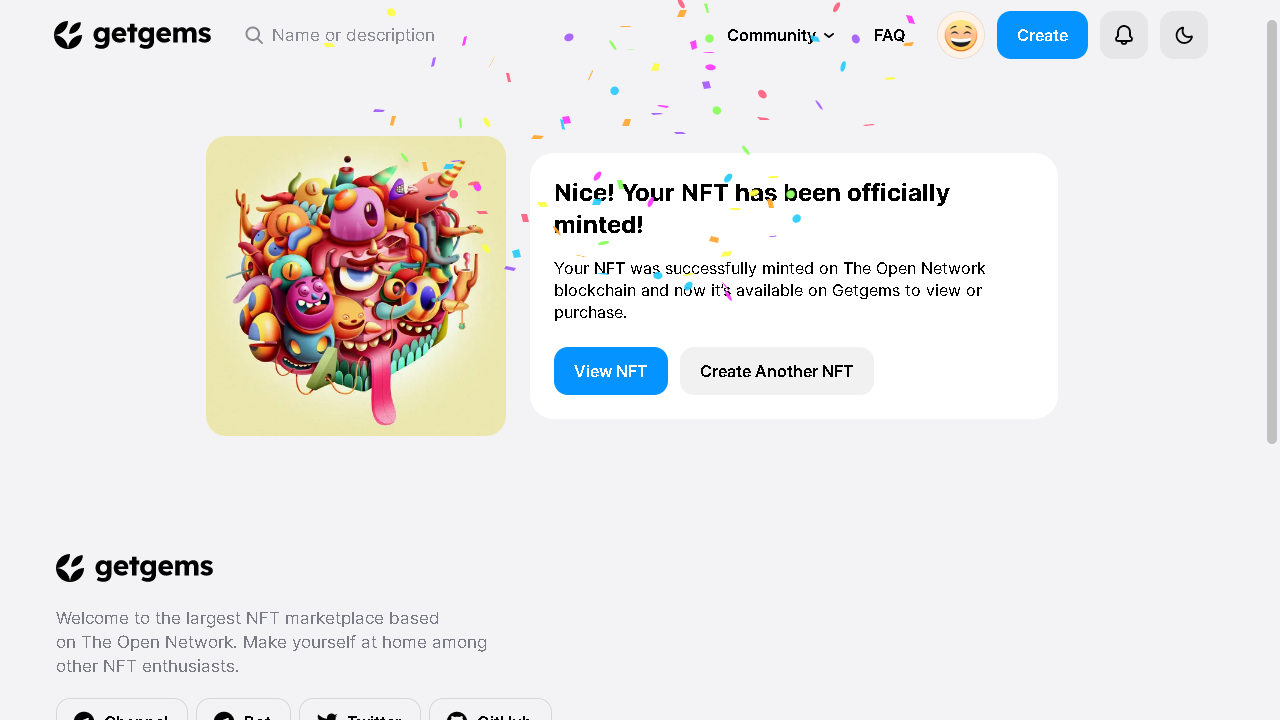 getgems
Name or description
Community
FAQ
Create
Nice! Your NFT has been officially
minted!
Your NFT was successfully minted on The Open Network
blockchain and now it's available on Getgems to view or
purchase.
View NFT
Create Another NFT
getgems
Welcome to the largest NFT marketplace based
on The Open Network. Make yourself at home among
other NFT enthusiasts.
Channel
Bot
Twitter
GitHub